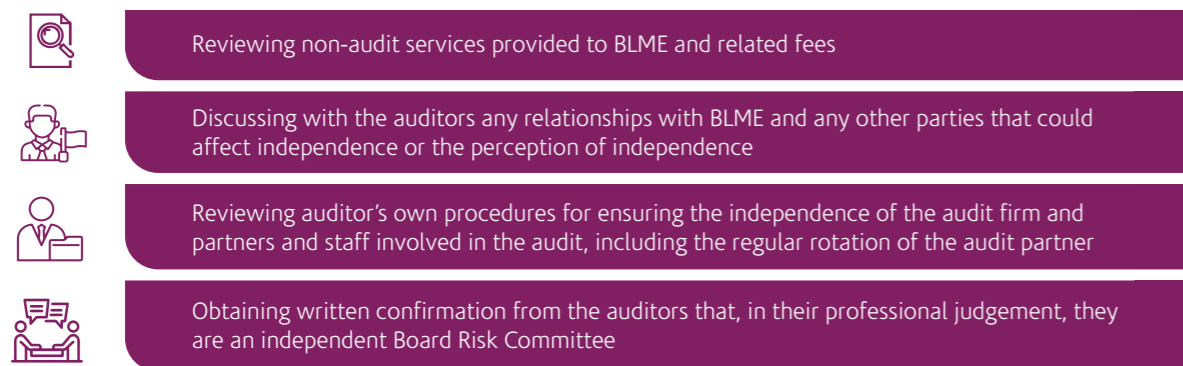 Reviewing non-audit services provided to BLME and related fees
Discussing with the auditors any relationships with BLME and any other parties that could
affect independence or the perception of independence
Reviewing auditor's own procedures for ensuring the independence of the audit firm and
partners and staff involved in the audit, including the regular rotation of the audit partner
Obtaining written confirmation from the auditors that, in their professional judgement, they
are an independent Board Risk Committee